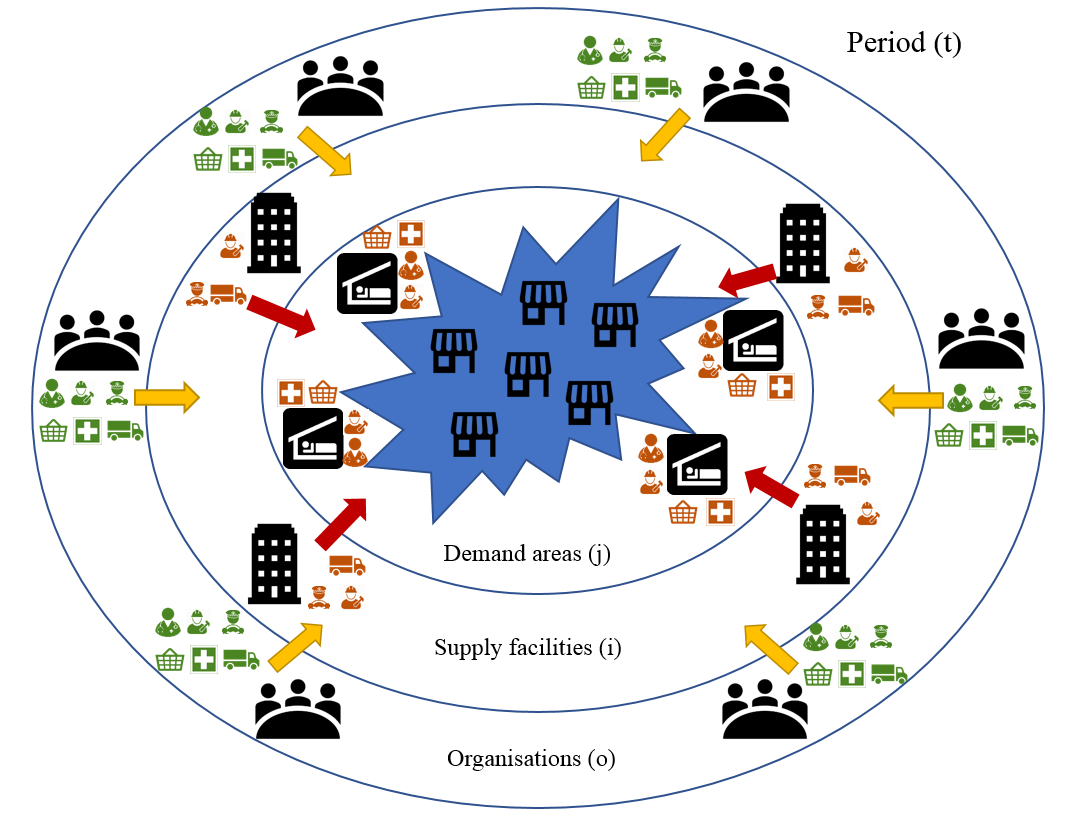 Period (t)
Demand areas (j)
Supply facilities (i)
Organisations (o)